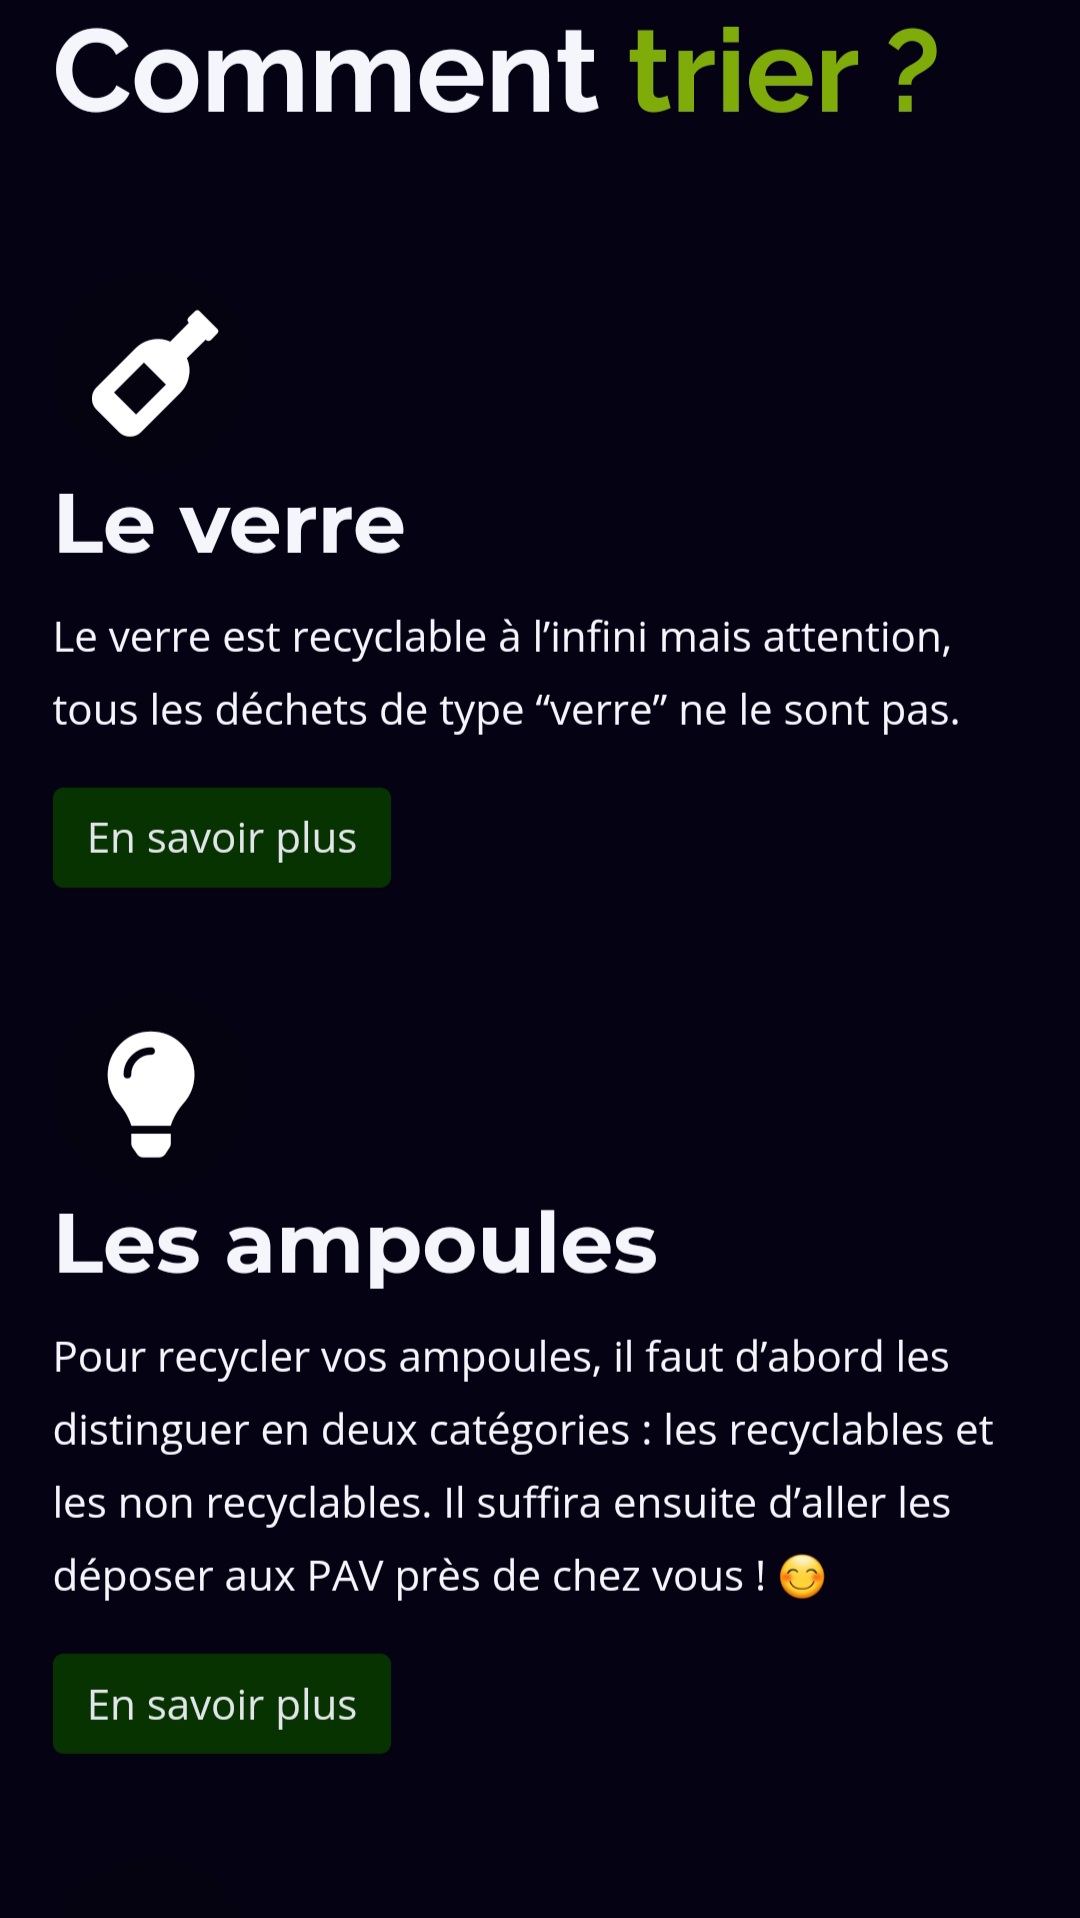 Comment trier ?
Le verre
Le verre est recyclable à l’infini mais attention,
tous les déchets de type “verre” ne le sont pas.
En savoir plus
Les ampoules
Pour recycler vos ampoules, il faut d’abord les
distinguer en deux catégories : les recyclables et
les non recyclables. Il suffira ensuite d’aller les
déposer aux PAV près de chez vous ! 😊
En savoir plus